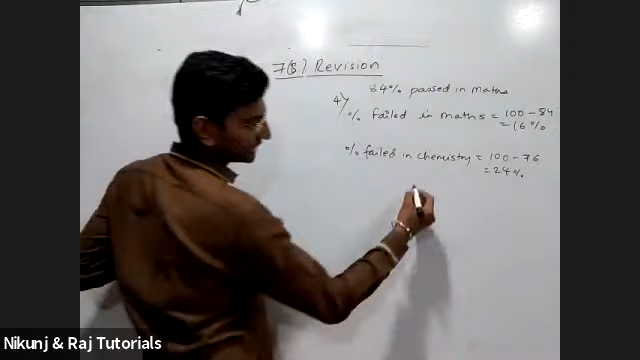 7(B) Revision
84% passed in maths
4) % failed in maths = 100 - 84
= 16%
% failed in chemistry = 100 - 76
= 24%
Nikunj & Raj Tutorials